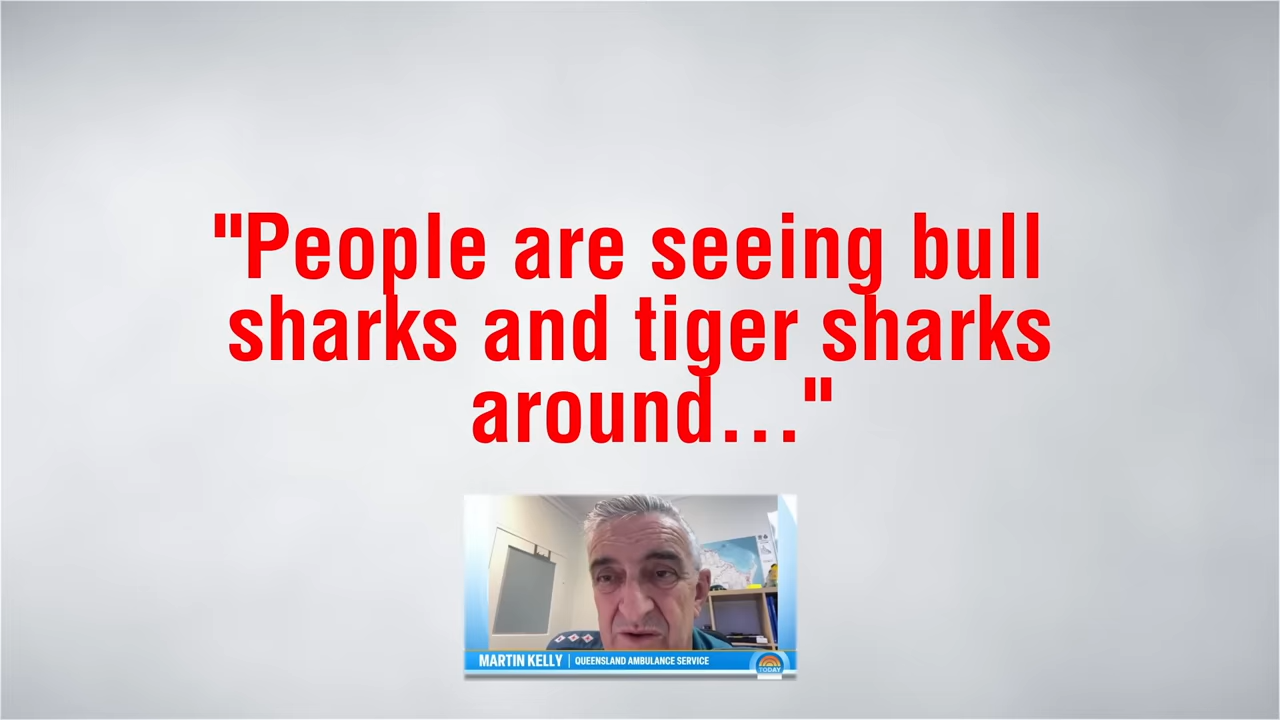 "People are seeing bull
sharks and tiger sharks
around..."
MARTIN KELLY | QUEENSLAND AMBULANCE SERVICE
TODAY